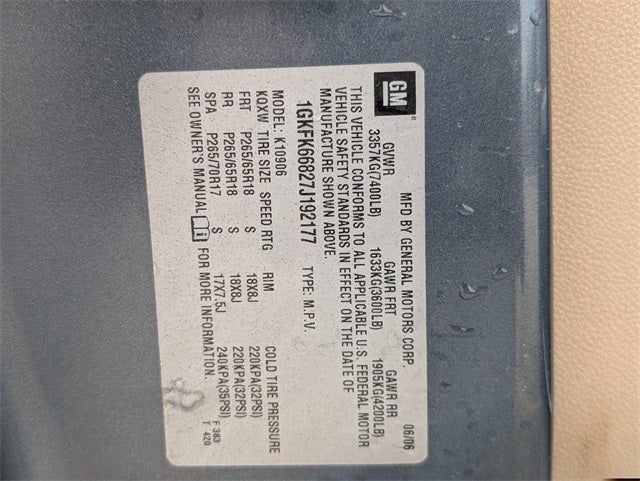 GM
MFD BY GENERAL MOTORS CORP 06/06
GVWR GAWR FRT GAWR RR
3357KG(7400LB) 1633KG(3600LB) 1905KG(4200LB)
THIS VEHICLE CONFORMS TO ALL APPLICABLE U.S. FEDERAL MOTOR
VEHICLE SAFETY STANDARDS IN EFFECT ON THE DATE OF
MANUFACTURE SHOWN ABOVE.
1GKFK66827J192177 TYPE: M.P.V.
MODEL: K10906
KQXW TIRE SIZE SPEED RTG RIM COLD TIRE PRESSURE
FRT P265/65R18 S 18X8J 220KPA(32PSI)
RR P265/65R18 S 18X8J 220KPA(32PSI)
SPA P265/70R17 S 17X7.5J 240KPA(35PSI)
SEE OWNER'S MANUAL FOR MORE INFORMATION.
F 383
T 420